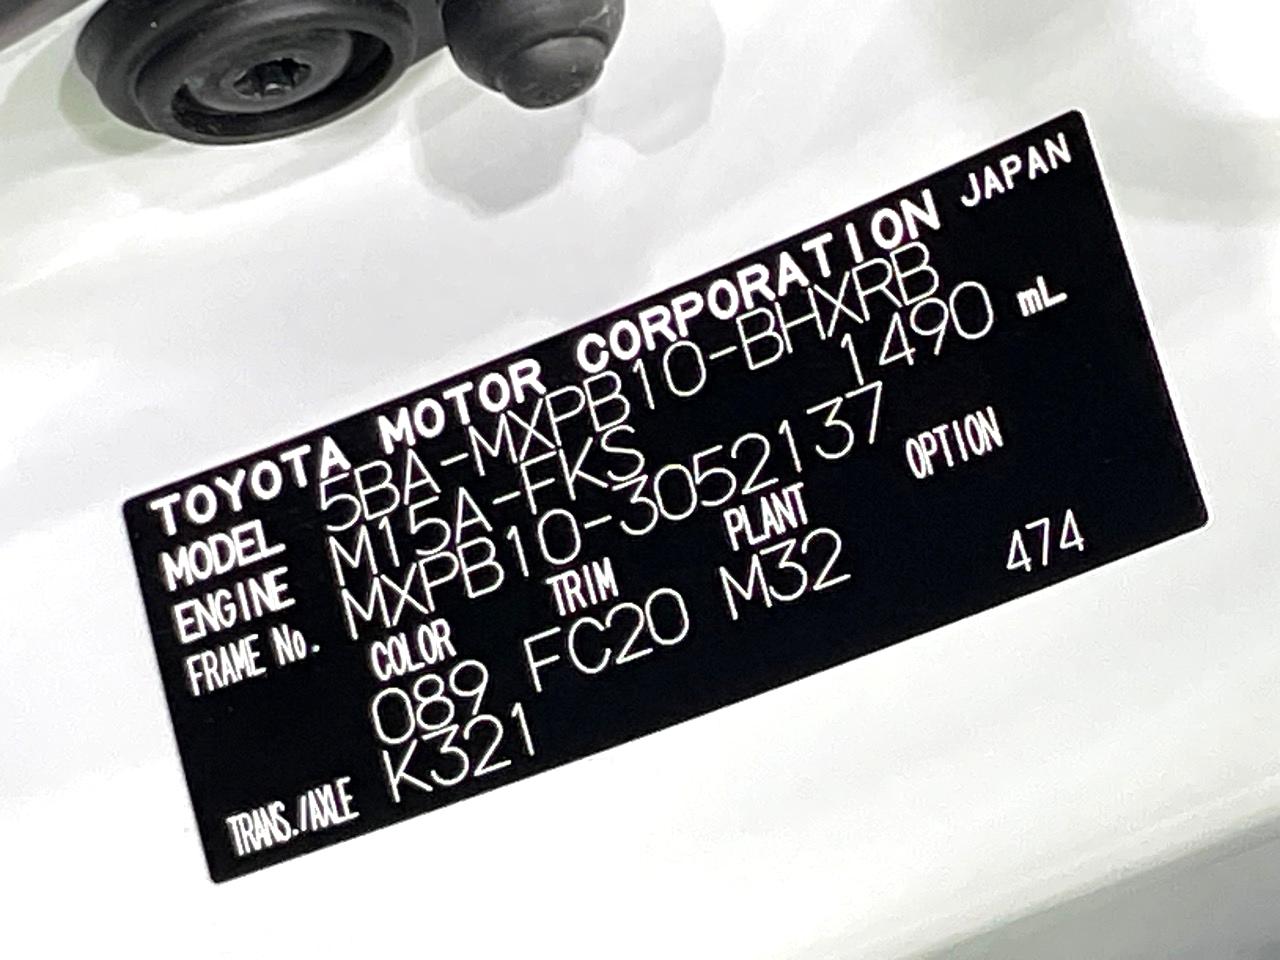 TOYOTA MOTOR CORPORATION JAPAN
MODEL 5BA-MXPB10-BHXRB
ENGINE M15A-FKS 1490 mL
FRAME No. MXPB10-3052137
COLOR TRIM PLANT OPTION
089 FC20 M32 474
TRANS./AXLE K321